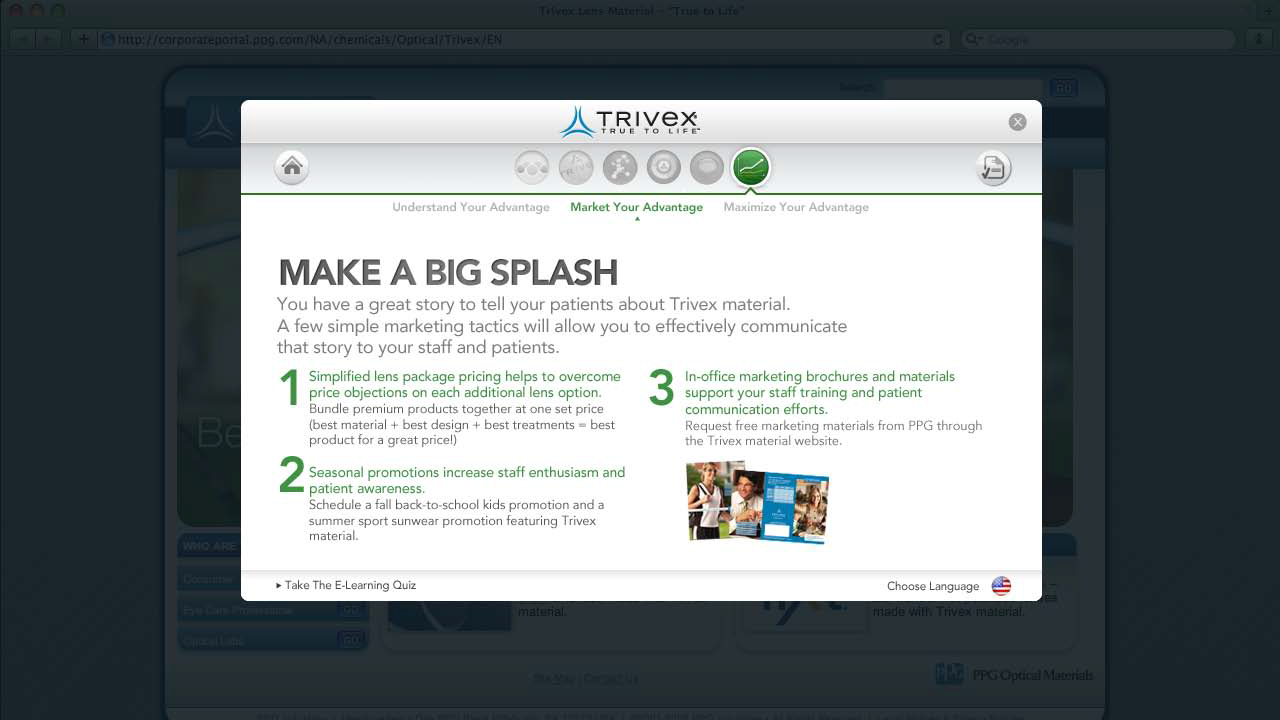 Trivex Lens Material - "True to Life"
http://corporateportal.ppg.com/NA/chemicals/Optical/Trivex/EN
Google
Search
GO
TRIVEX
TRUE TO LIFE™
Understand Your Advantage
Market Your Advantage
Maximize Your Advantage
MAKE A BIG SPLASH
You have a great story to tell your patients about Trivex material.
A few simple marketing tactics will allow you to effectively communicate
that story to your staff and patients.
1
Simplified lens package pricing helps to overcome
price objections on each additional lens option.
Bundle premium products together at one set price
(best material + best design + best treatments = best
product for a great price!)
2
Seasonal promotions increase staff enthusiasm and
patient awareness.
Schedule a fall back-to-school kids promotion and a
summer sport sunwear promotion featuring Trivex
material.
3
In-office marketing brochures and materials
support your staff training and patient
communication efforts.
Request free marketing materials from PPG through
the Trivex material website.
Take The E-Learning Quiz
Choose Language
Be
WHO ARE
Consumer
Eye Care Professional
GO
Optical Labs
GO
material.
made with Trivex material.
Site Map | Contact Us
PPG
PPG Optical Materials